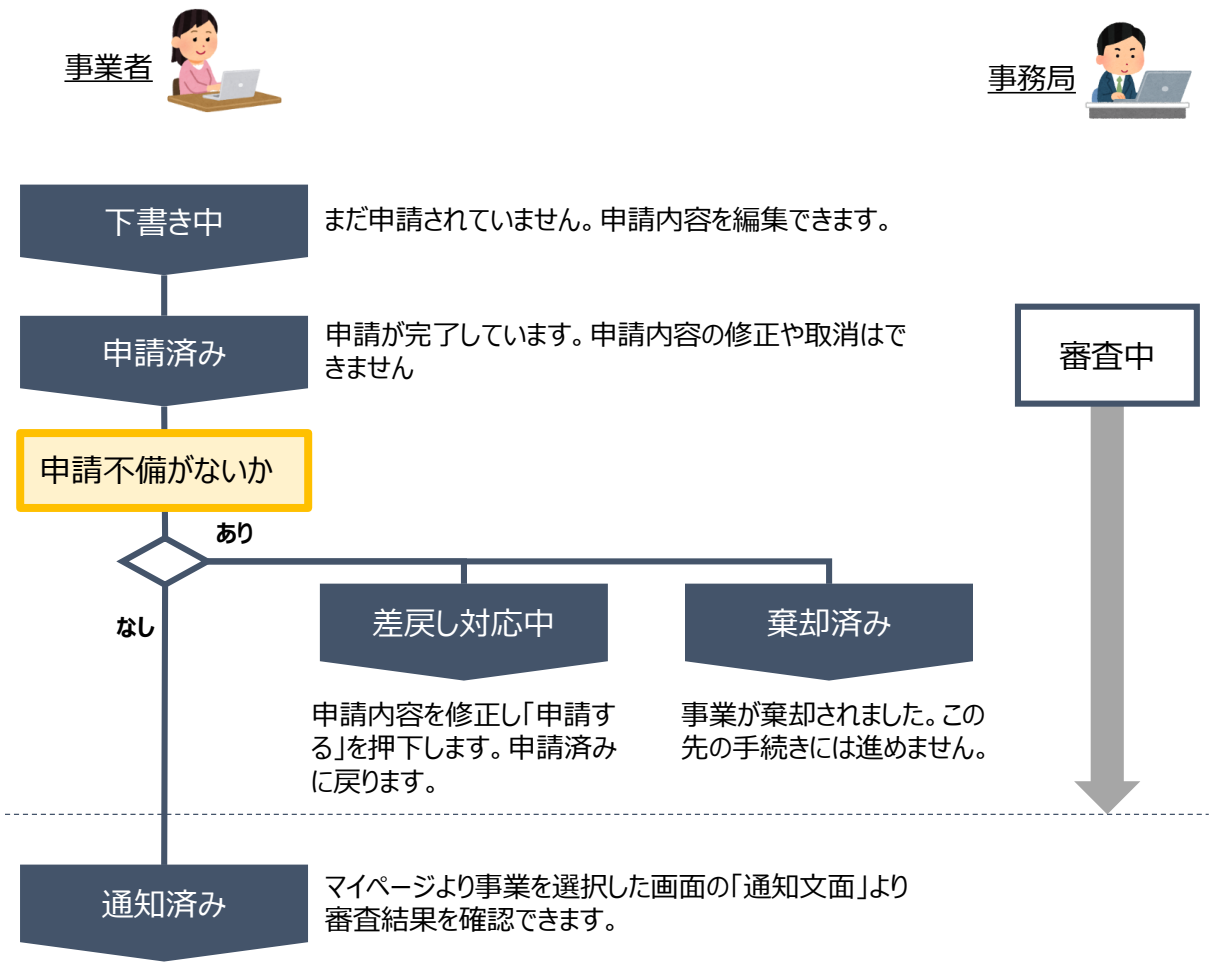 事業者
事務局
下書き中
まだ申請されていません。申請内容を編集できます。
申請済み
申請が完了しています。申請内容の修正や取消はで
きません
審査中
申請不備がないか
あり
なし
差戻し対応中
棄却済み
申請内容を修正し「申請す
る」を押下します。申請済み
に戻ります。
事業が棄却されました。この
先の手続きには進めません。
通知済み
マイページより事業を選択した画面の「通知文面」より
審査結果を確認できます。